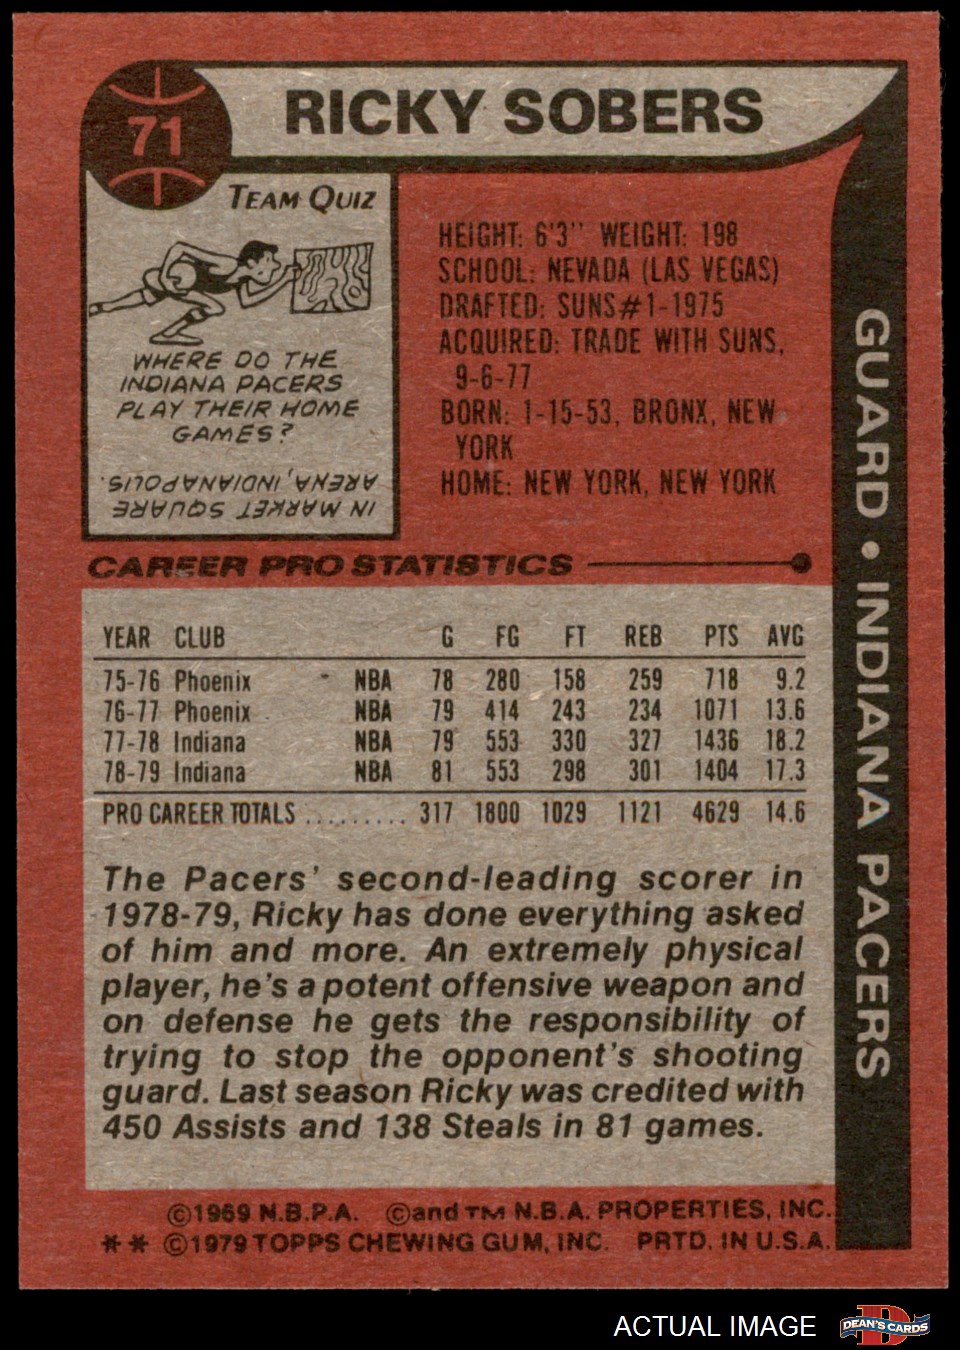 71
RICKY SOBERS
TEAM QUIZ
WHERE DO THE
INDIANA PACERS
PLAY THEIR HOME
GAMES?
IN MARKET SQUARE
ARENA, INDIANAPOLIS.
HEIGHT: 6'3" WEIGHT: 198
SCHOOL: NEVADA (LAS VEGAS)
DRAFTED: SUNS#1-1975
ACQUIRED: TRADE WITH SUNS,
9-6-77
BORN: 1-15-53, BRONX, NEW
YORK
HOME: NEW YORK, NEW YORK
GUARD • INDIANA PACERS
CAREER PRO STATISTICS
YEAR CLUB G FG FT REB PTS AVG
75-76 Phoenix NBA 78 280 158 259 718 9.2
76-77 Phoenix NBA 79 414 243 234 1071 13.6
77-78 Indiana NBA 79 553 330 327 1436 18.2
78-79 Indiana NBA 81 553 298 301 1404 17.3
PRO CAREER TOTALS ......... 317 1800 1029 1121 4629 14.6
The Pacers' second-leading scorer in
1978-79, Ricky has done everything asked
of him and more. An extremely physical
player, he's a potent offensive weapon and
on defense he gets the responsibility of
trying to stop the opponent's shooting
guard. Last season Ricky was credited with
450 Assists and 138 Steals in 81 games.
©1969 N.B.P.A. ©and TM N.B.A. PROPERTIES, INC.
** ©1979 TOPPS CHEWING GUM, INC. PRTD. IN U.S.A.
ACTUAL IMAGE
D
DEAN'S CARDS